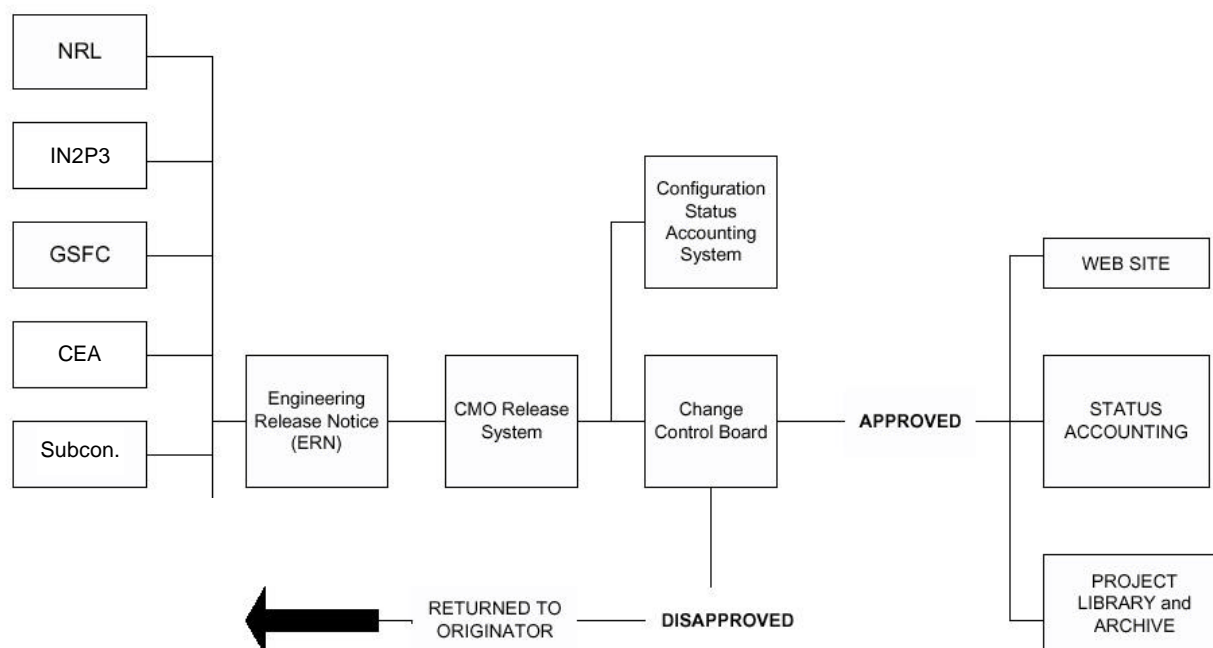 NRL
IN2P3
GSFC
CEA
Subcon.
Engineering
Release Notice
(ERN)
CMO Release
System
Configuration
Status
Accounting
System
Change
Control Board
APPROVED
WEB SITE
STATUS
ACCOUNTING
PROJECT
LIBRARY and
ARCHIVE
DISAPPROVED
RETURNED TO
ORIGINATOR